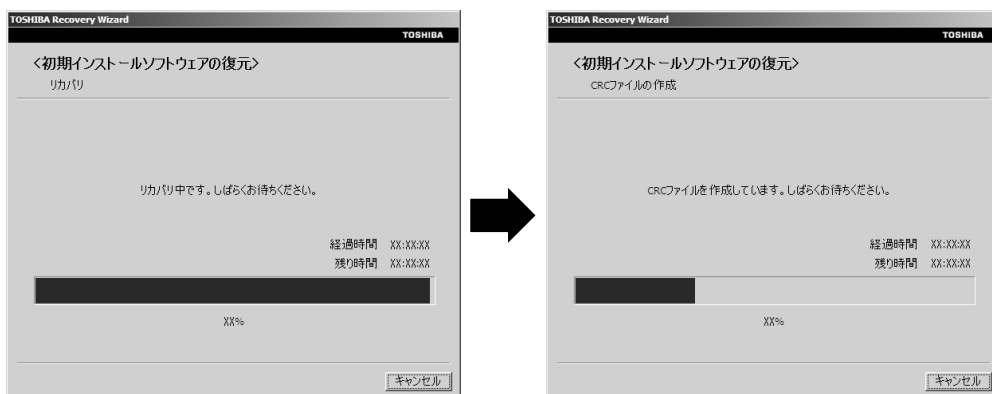 TOSHIBA Recovery Wizard
TOSHIBA
<初期インストールソフトウェアの復元>
リカバリ
リカバリ中です。しばらくお待ちください。
経過時間 XX:XX:XX
残り時間 XX:XX:XX
XX%
キャンセル
TOSHIBA Recovery Wizard
TOSHIBA
<初期インストールソフトウェアの復元>
CRCファイルの作成
CRCファイルを作成しています。しばらくお待ちください。
経過時間 XX:XX:XX
残り時間 XX:XX:XX
XX%
キャンセル